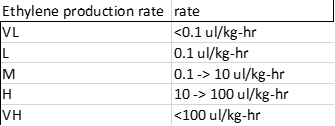 Ethylene production rate rate
VL <0.1 ul/kg-hr
L 0.1 ul/kg-hr
M 0.1 -> 10 ul/kg-hr
H 10 -> 100 ul/kg-hr
VH <100 ul/kg-hr